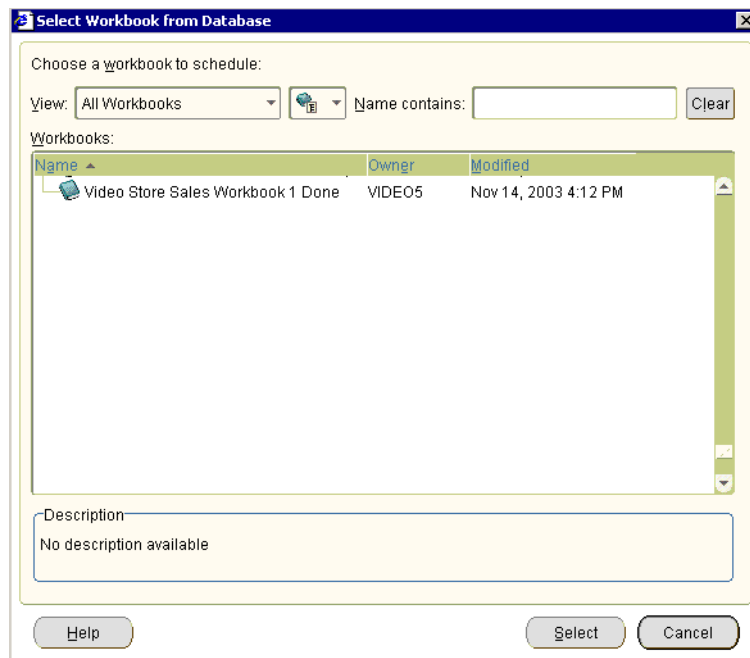 Select Workbook from Database
Choose a workbook to schedule:
View: All Workbooks Name contains: Clear
Workbooks:
Name Owner Modified
Video Store Sales Workbook 1 Done VIDEO5 Nov 14, 2003 4:12 PM
Description
No description available
Help Select Cancel